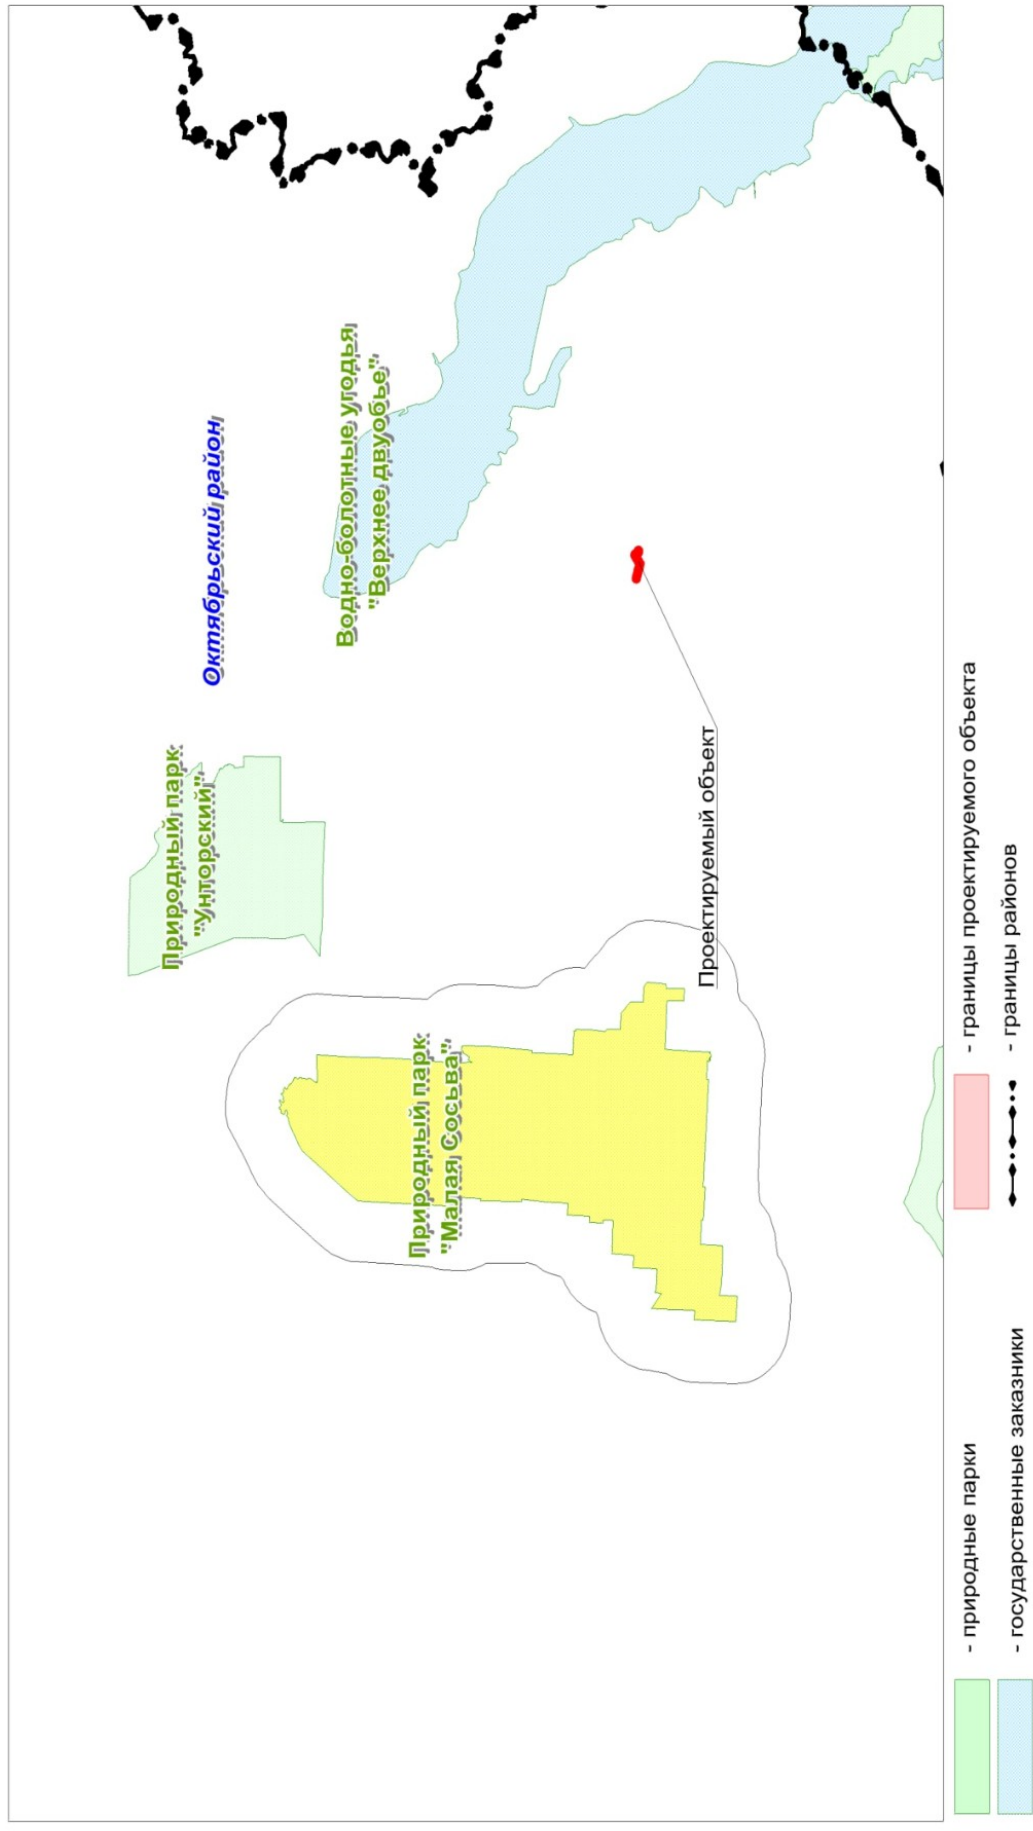 Природный парк
"Унторский"
Октябрьский район
Водно-болотные угодья
"Верхнее двуобье"
Природный парк
"Малая Сосьва"
Проектируемый объект
- природные парки
- границы проектируемого объекта
- государственные заказники
- границы районов